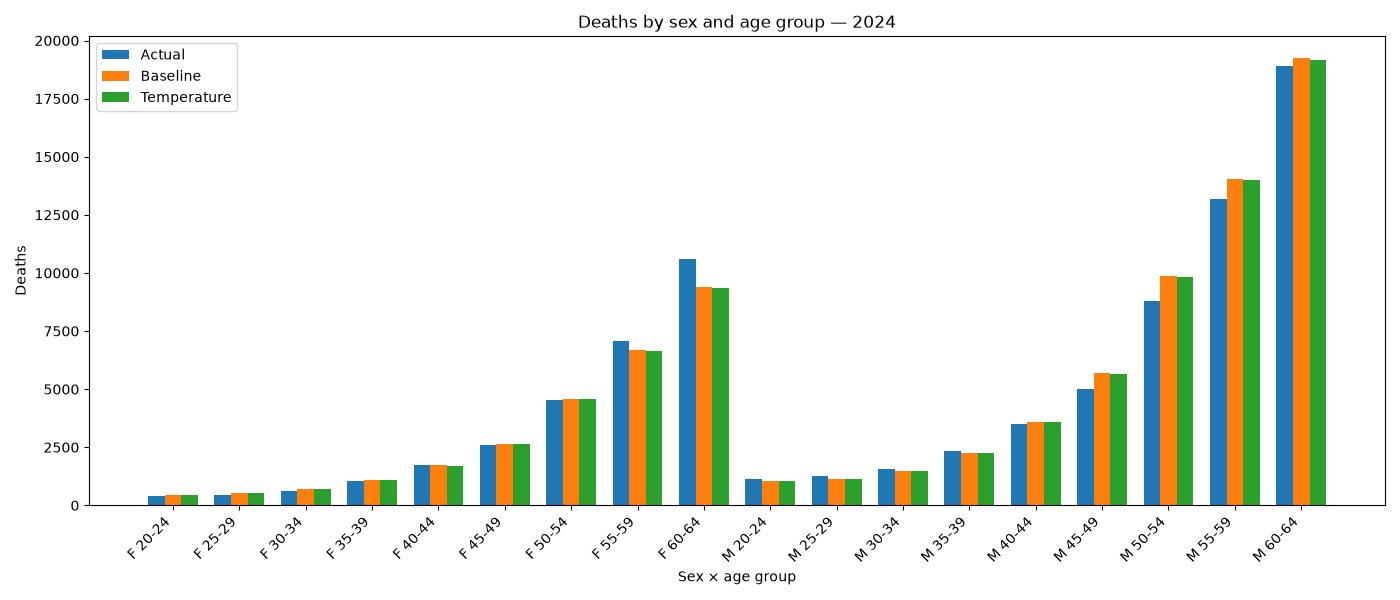 Deaths by sex and age group — 2024
Actual
Baseline
Temperature
Deaths
20000
17500
15000
12500
10000
7500
5000
2500
0
F 20-24
F 25-29
F 30-34
F 35-39
F 40-44
F 45-49
F 50-54
F 55-59
F 60-64
M 20-24
M 25-29
M 30-34
M 35-39
M 40-44
M 45-49
M 50-54
M 55-59
M 60-64
Sex × age group